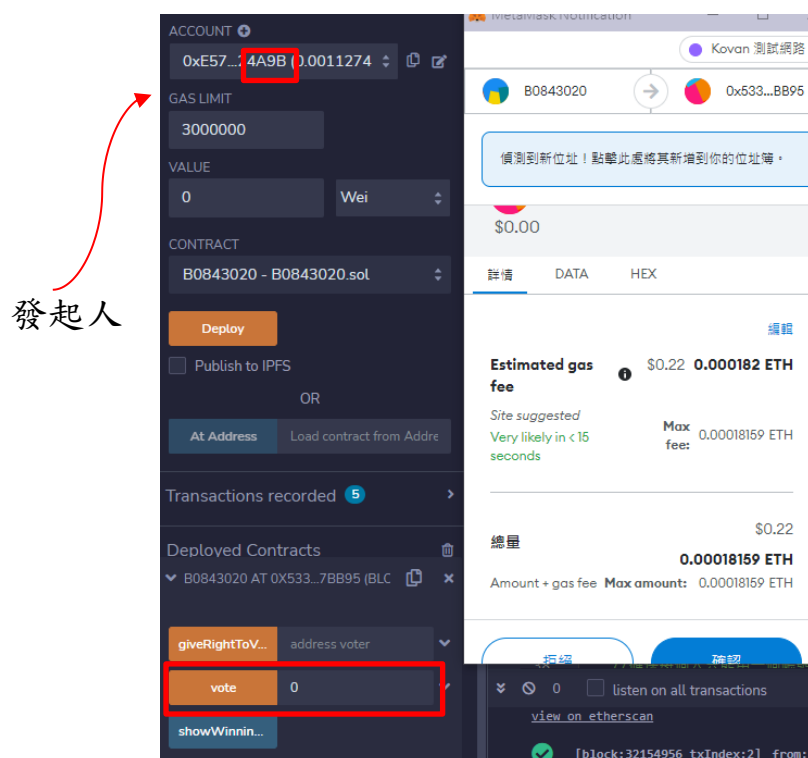 發起人
ACCOUNT
0xE57...24A9B (0.0011274
GAS LIMIT
3000000
VALUE
0
Wei
CONTRACT
B0843020 - B0843020.sol
Deploy
Publish to IPFS
OR
At Address
Load contract from Addre
Transactions recorded 5
Deployed Contracts
B0843020 AT 0X533...7BB95 (BLC
giveRightToV...
address voter
vote
0
showWinnin...
MetaMask Notification
Kovan 測試網路
B0843020
0x533...BB95
偵測到新位址！點擊此處將其新增到你的位址簿。
$0.00
詳情
DATA
HEX
編輯
Estimated gas
fee
$0.22 0.000182 ETH
Site suggested
Very likely in < 15
seconds
Max
fee:
0.00018159 ETH
總量
$0.22
0.00018159 ETH
Amount + gas fee Max amount: 0.00018159 ETH
拒絕
確認
0
listen on all transactions
view on etherscan
[block:32154956 txIndex:2] from: